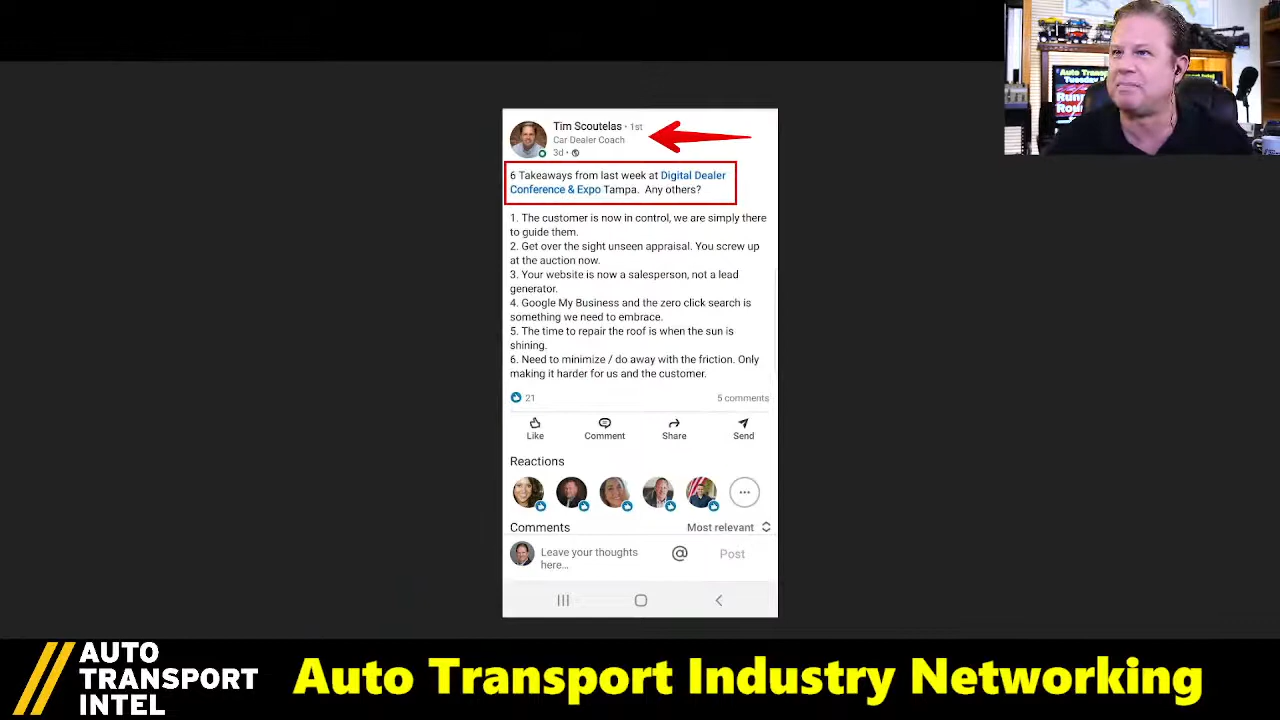 Auto Transport Intel
Tuesday
Runn
Rou
Tim Scoutelas • 1st
Car Dealer Coach
3d •
6 Takeaways from last week at Digital Dealer
Conference & Expo Tampa. Any others?
1. The customer is now in control, we are simply there
to guide them.
2. Get over the sight unseen appraisal. You screw up
at the auction now.
3. Your website is now a salesperson, not a lead
generator.
4. Google My Business and the zero click search is
something we need to embrace.
5. The time to repair the roof is when the sun is
shining.
6. Need to minimize / do away with the friction. Only
making it harder for us and the customer.
21
5 comments
Like
Comment
Share
Send
Reactions
Comments
Most relevant
Leave your thoughts
here...
@
Post
AUTO
TRANSPORT
INTEL
Auto Transport Industry Networking